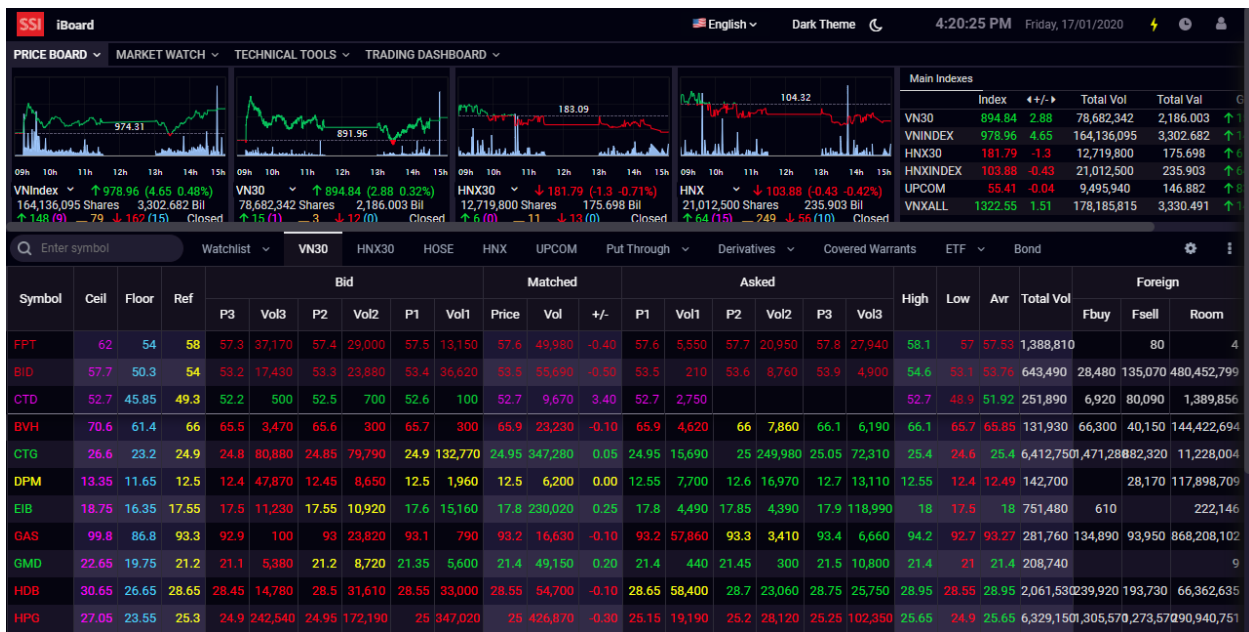 SSI iBoard English Dark Theme 4:20:25 PM Friday, 17/01/2020
PRICE BOARD MARKET WATCH TECHNICAL TOOLS TRADING DASHBOARD
974.31
891.96
183.09
104.32
09h 10h 11h 12h 13h 14h 15h 09h 10h 11h 12h 13h 14h 15h 09h 10h 11h 12h 13h 14h 15h 09h 10h 11h 12h 13h 14h 15h
VNIndex ↑ 978.96 (4.65 0.48%)
164,136,095 Shares 3,302.682 Bil
↑ 148 (9) 79 ↓ 162 (15) Closed
VN30 ↑ 894.84 (2.88 0.32%)
78,682,342 Shares 2,186.003 Bil
↑ 15 (1) 3 ↓ 12 (0) Closed
HNX30 ↓ 181.79 (-1.3 -0.71%)
12,719,800 Shares 175.698 Bil
↑ 6 (0) 11 ↓ 13 (0) Closed
HNX ↓ 103.88 (-0.43 -0.42%)
21,012,500 Shares 235.903 Bil
↑ 64 (15) 249 ↓ 56 (10) Closed
Main Indexes
Index +/- Total Vol Total Val G
VN30 894.84 2.88 78,682,342 2,186.003 ↑
VNINDEX 978.96 4.65 164,136,095 3,302.682 ↑
HNX30 181.79 -1.3 12,719,800 175.698 ↑ 6
HNXINDEX 103.88 -0.43 21,012,500 235.903 ↑ 6
UPCOM 55.41 -0.04 9,495,940 146.882 ↑ 8
VNXALL 1322.55 1.51 178,185,815 3,330.491 ↑
Enter symbol Watchlist VN30 HNX30 HOSE HNX UPCOM Put Through Derivatives Covered Warrants ETF Bond
Symbol Ceil Floor Ref Bid Matched Asked High Low Avr Total Vol Foreign
P3 Vol3 P2 Vol2 P1 Vol1 Price Vol +/- P1 Vol1 P2 Vol2 P3 Vol3 Fbuy Fsell Room
FPT 62 54 58 57.3 37,170 57.4 29,000 57.5 13,150 57.6 49,980 -0.40 57.6 5,550 57.7 20,950 57.8 27,940 58.1 57 57.53 1,388,810 80 4
BID 57.7 50.3 54 53.2 17,430 53.3 23,880 53.4 36,620 53.5 55,690 -0.50 53.5 210 53.6 8,760 53.9 4,900 54.6 53.1 53.76 643,490 28,480 135,070 480,452,799
CTD 52.7 45.85 49.3 52.2 500 52.5 700 52.6 100 52.7 9,670 3.40 52.7 2,750 52.7 48.9 51.92 251,890 6,920 80,090 1,389,856
BVH 70.6 61.4 66 65.5 3,470 65.6 300 65.7 300 65.9 23,230 -0.10 65.9 4,620 66 7,860 66.1 6,190 66.1 65.7 65.85 131,930 66,300 40,150 144,422,694
CTG 26.6 23.2 24.9 24.8 80,880 24.85 79,790 24.9 132,770 24.95 347,280 0.05 24.95 15,690 25 249,980 25.05 72,310 25.4 24.6 25.4 6,412,750 11,228,004
DPM 13.35 11.65 12.5 12.4 47,870 12.45 8,650 12.5 1,960 12.5 6,200 0.00 12.55 7,700 12.6 16,970 12.7 13,110 12.55 12.4 12.49 142,700 28,170 117,898,709
EIB 18.75 16.35 17.55 17.5 11,230 17.55 10,920 17.6 15,160 17.8 230,020 0.25 17.8 4,490 17.85 4,390 17.9 118,990 18 17.5 18 751,480 610 222,146
GAS 99.8 86.8 93.3 92.9 100 93 23,820 93.1 790 93.2 16,630 -0.10 93.2 57,860 93.3 3,410 93.4 6,660 94.2 92.7 93.27 281,760 134,890 93,950 868,208,102
GMD 22.65 19.75 21.2 21.1 5,380 21.2 8,720 21.35 5,600 21.4 49,150 0.20 21.4 440 21.45 300 21.5 10,800 21.4 21 21.4 208,740 9
HDB 30.65 26.65 28.65 28.45 14,780 28.5 31,610 28.55 33,000 28.55 54,700 -0.10 28.65 58,400 28.7 23,060 28.75 25,750 28.95 28.55 28.95 2,061,530 239,920 193,730 66,362,635
HPG 27.05 23.55 25.3 24.9 242,540 24.95 172,190 25 347,020 25 426,870 -0.30 25.15 19,190 25.2 28,120 25.25 102,350 25.65 24.9 25.65 6,329,150